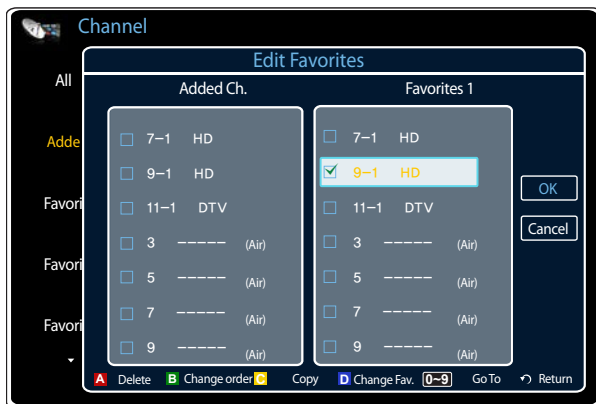 Channel
Edit Favorites
All
Added Ch.
Favorites 1
Adde
7−1 HD
9−1 HD
11−1 DTV
3 −−−−− (Air)
5 −−−−− (Air)
7 −−−−− (Air)
9 −−−−− (Air)
7−1 HD
9−1 HD
11−1 DTV
3 −−−−− (Air)
5 −−−−− (Air)
7 −−−−− (Air)
9 −−−−− (Air)
Favori
Favori
Favori
OK
Cancel
A Delete B Change order C Copy D Change Fav. 0~9 Go To Return